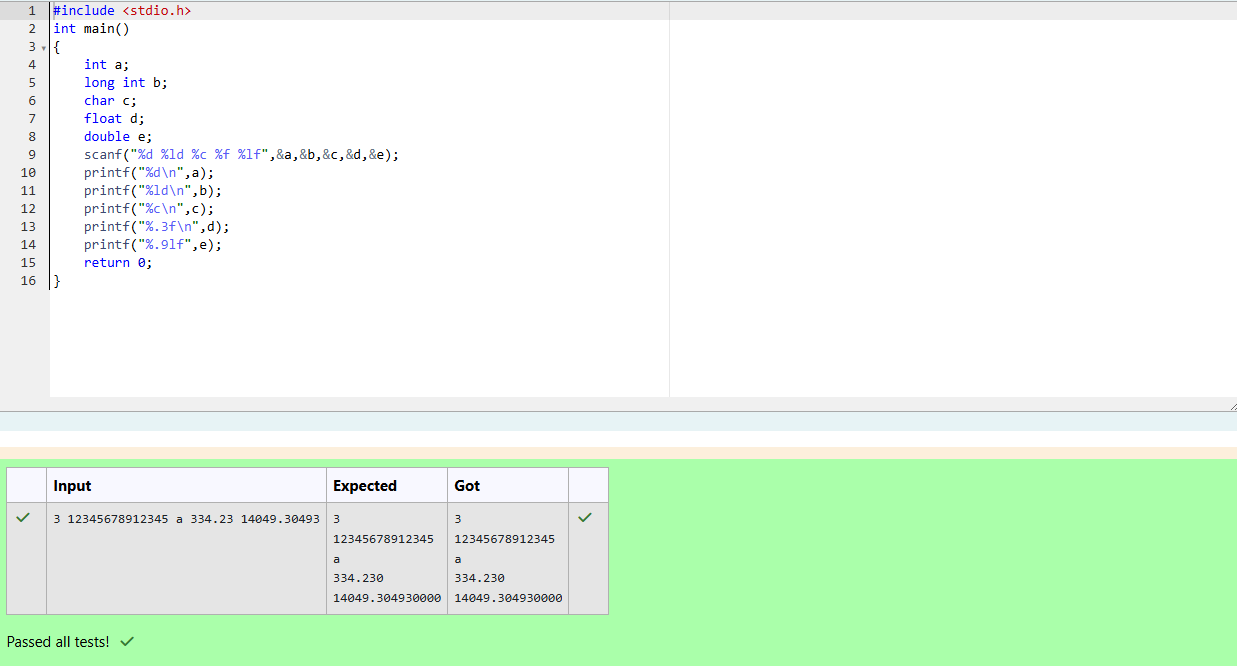 1 #include <stdio.h>
2 int main()
3 {
4     int a;
5     long int b;
6     char c;
7     float d;
8     double e;
9     scanf("%d %ld %c %f %lf",&a,&b,&c,&d,&e);
10     printf("%d\n",a);
11     printf("%ld\n",b);
12     printf("%c\n",c);
13     printf("%.3f\n",d);
14     printf("%.9lf",e);
15     return 0;
16 }
Input Expected Got
3 12345678912345 a 334.23 14049.30493 3 3
12345678912345 12345678912345
a a
334.230 334.230
14049.304930000 14049.304930000
Passed all tests!